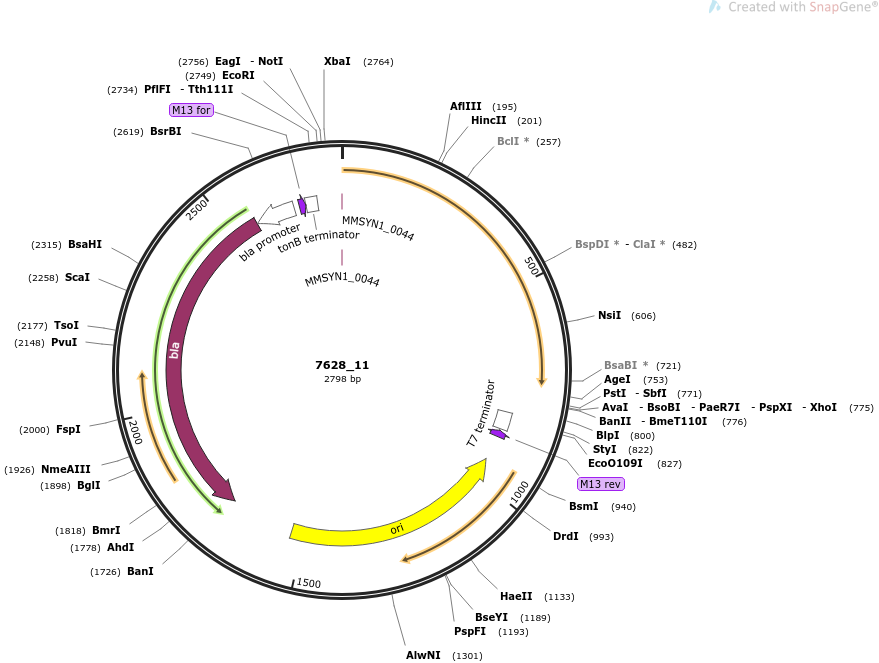 Created with SnapGene®
(2756) EagI - NotI
XbaI (2764)
(2749) EcoRI
(2734) PflFI - Tth111I
M13 for
(2619) BsrBI
AflIII (195)
HincII (201)
BclI * (257)
2500
MMSYN1_0044
bla promoter
tonB terminator
(2315) BsaHI
BspDI * - ClaI * (482)
500
(2258) ScaI
MMSYN1_0044
NsiI (606)
(2177) TsoI
(2148) PvuI
bla
7628_11
2798 bp
BsaBI * (721)
AgeI (753)
PstI - SbfI (771)
AvaI - BsoBI - PaeR7I - PspXI - XhoI (775)
BanII - BmeT110I (776)
T7 terminator
BlpI (800)
StyI (822)
EcoO109I (827)
(2000) FspI
2000
(1926) NmeAIII
(1898) BglI
M13 rev
1000
BsmI (940)
(1818) BmrI
ori
DrdI (993)
(1778) AhdI
(1726) BanI
1500
HaeII (1133)
BseYI (1189)
PspFI (1193)
AlwNI (1301)